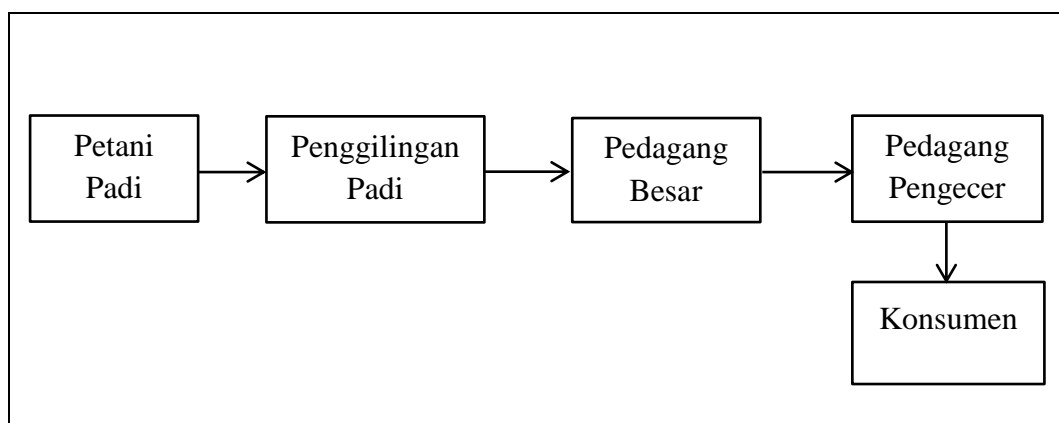 Petani
Padi
Penggilingan
Padi
Pedagang
Besar
Pedagang
Pengecer
Konsumen